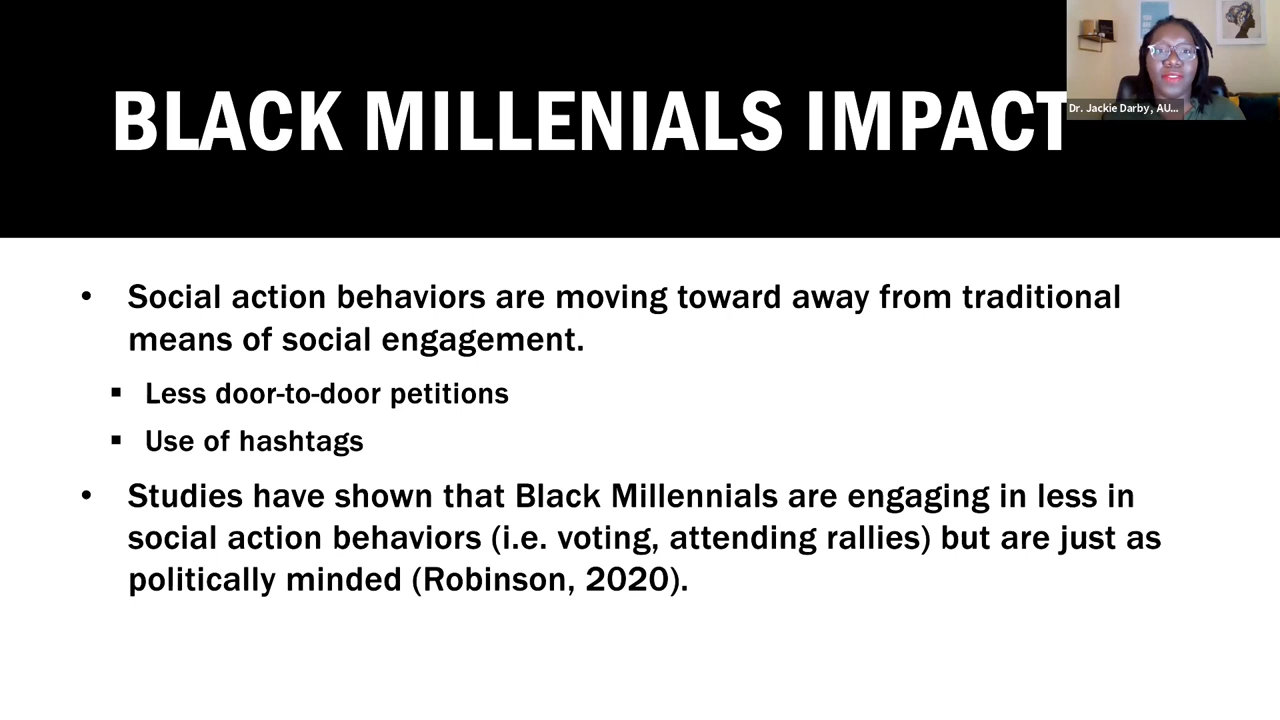 BLACK MILLENIALS IMPACT
Dr. Jackie Darby, AU...
• Social action behaviors are moving toward away from traditional
means of social engagement.
▪ Less door-to-door petitions
▪ Use of hashtags
• Studies have shown that Black Millennials are engaging in less in
social action behaviors (i.e. voting, attending rallies) but are just as
politically minded (Robinson, 2020).